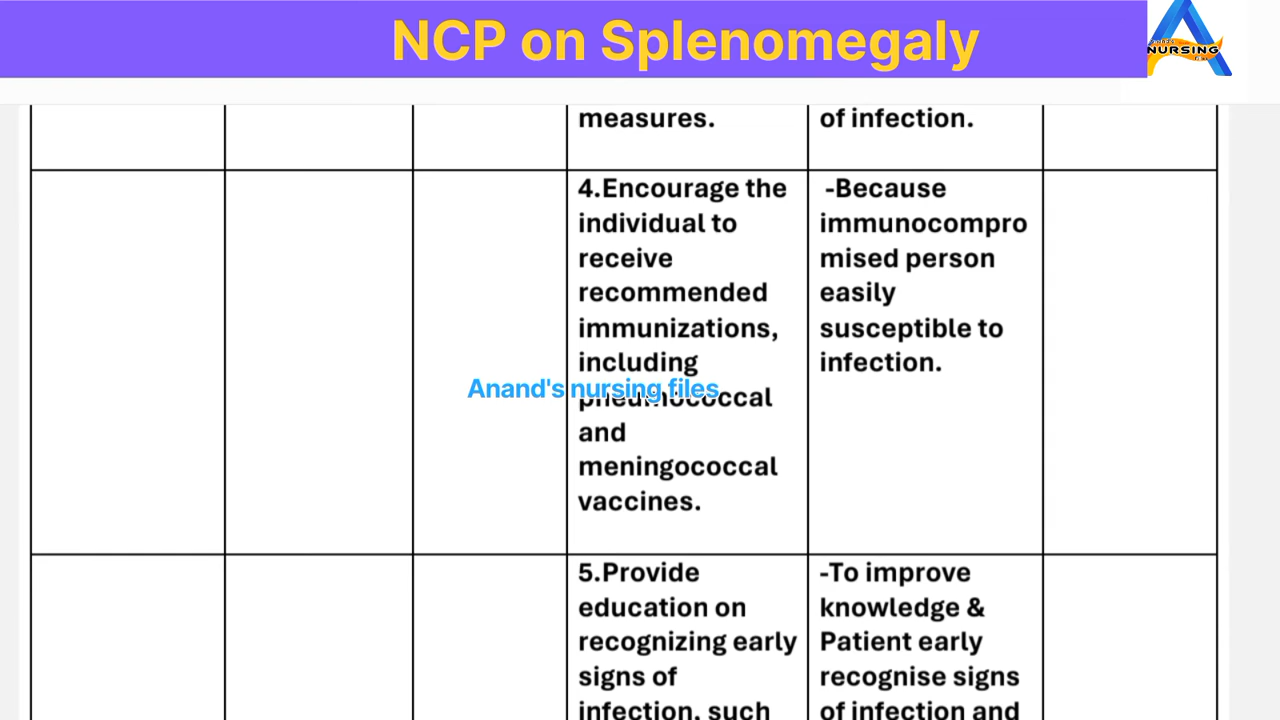 NCP on Splenomegaly
NURSING
measures.
of infection.
4.Encourage the
individual to
receive
recommended
immunizations,
including
pneumococcal
and
meningococcal
vaccines.
-Because
immunocompro
mised person
easily
susceptible to
infection.
Anand's nursing files
5.Provide
education on
recognizing early
signs of
infection, such
-To improve
knowledge &
Patient early
recognise signs
of infection and